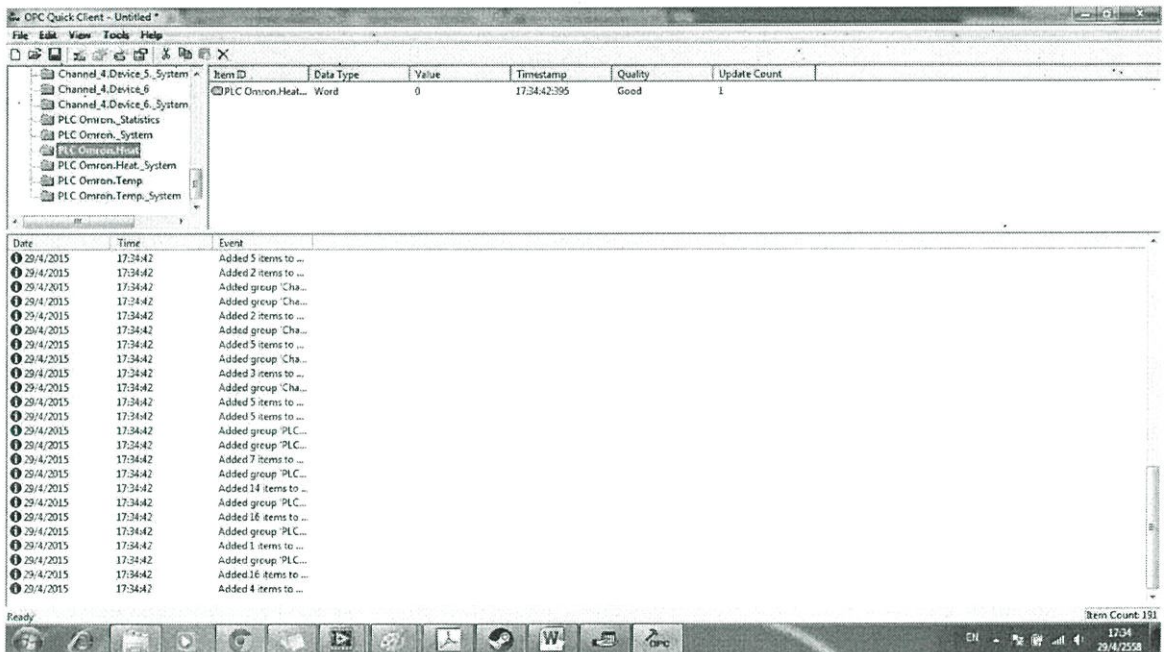 OPC Quick Client - Untitled *
File Edit View Tools Help
Channel_4.Device_5._System
Channel_4.Device_6
Channel_4.Device_6._System
PLC Omron._Statistics
PLC Omron._System
PLC Omron.Heat
PLC Omron.Heat._System
PLC Omron.Temp
PLC Omron.Temp._System
Item ID Data Type Value Timestamp Quality Update Count
PLC Omron.Heat... Word 0 17:34:42:395 Good 1
Date Time Event
29/4/2015 17:34:42 Added 5 items to ...
29/4/2015 17:34:42 Added 2 items to ...
29/4/2015 17:34:42 Added group 'Cha...
29/4/2015 17:34:42 Added group 'Cha...
29/4/2015 17:34:42 Added 2 items to ...
29/4/2015 17:34:42 Added group 'Cha...
29/4/2015 17:34:42 Added 5 items to ...
29/4/2015 17:34:42 Added group 'Cha...
29/4/2015 17:34:42 Added 3 items to ...
29/4/2015 17:34:42 Added group 'Cha...
29/4/2015 17:34:42 Added 5 items to ...
29/4/2015 17:34:42 Added 5 items to ...
29/4/2015 17:34:42 Added group 'PLC...
29/4/2015 17:34:42 Added group 'PLC...
29/4/2015 17:34:42 Added 7 items to ...
29/4/2015 17:34:42 Added group 'PLC...
29/4/2015 17:34:42 Added 14 items to ...
29/4/2015 17:34:42 Added group 'PLC...
29/4/2015 17:34:42 Added 16 items to ...
29/4/2015 17:34:42 Added group 'PLC...
29/4/2015 17:34:42 Added 1 items to ...
29/4/2015 17:34:42 Added group 'PLC...
29/4/2015 17:34:42 Added 16 items to ...
29/4/2015 17:34:42 Added 4 items to ...
Ready Item Count: 191
W OPC EN 17:34
29/4/2558